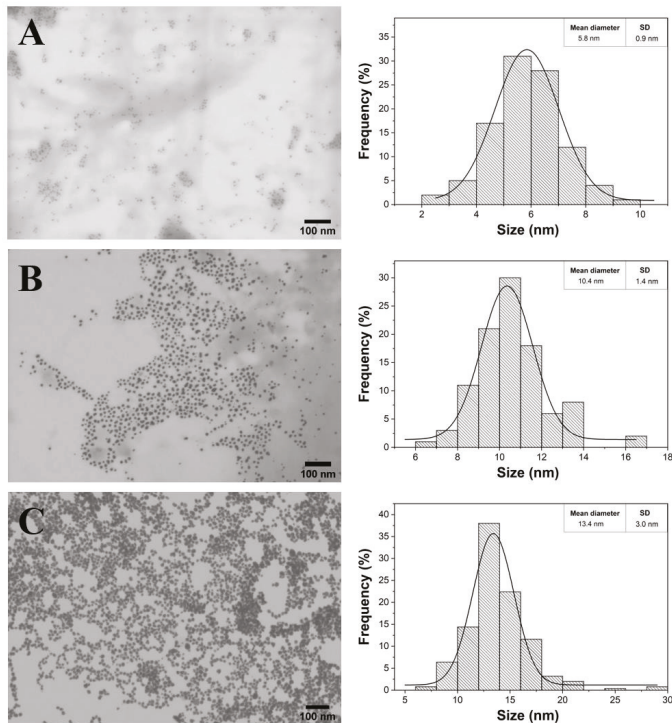 A
100 nm
Mean diameter SD
5.8 nm 0.9 nm
Frequency (%)
35
30
25
20
15
10
5
0
0 2 4 6 8 10
Size (nm)
B
100 nm
Mean diameter SD
10.4 nm 1.4 nm
Frequency (%)
30
25
20
15
10
5
0
6 8 10 12 14 16 18
Size (nm)
C
100 nm
Mean diameter SD
13.4 nm 3.0 nm
Frequency (%)
40
35
30
25
20
15
10
5
0
5 10 15 20 25 30
Size (nm)